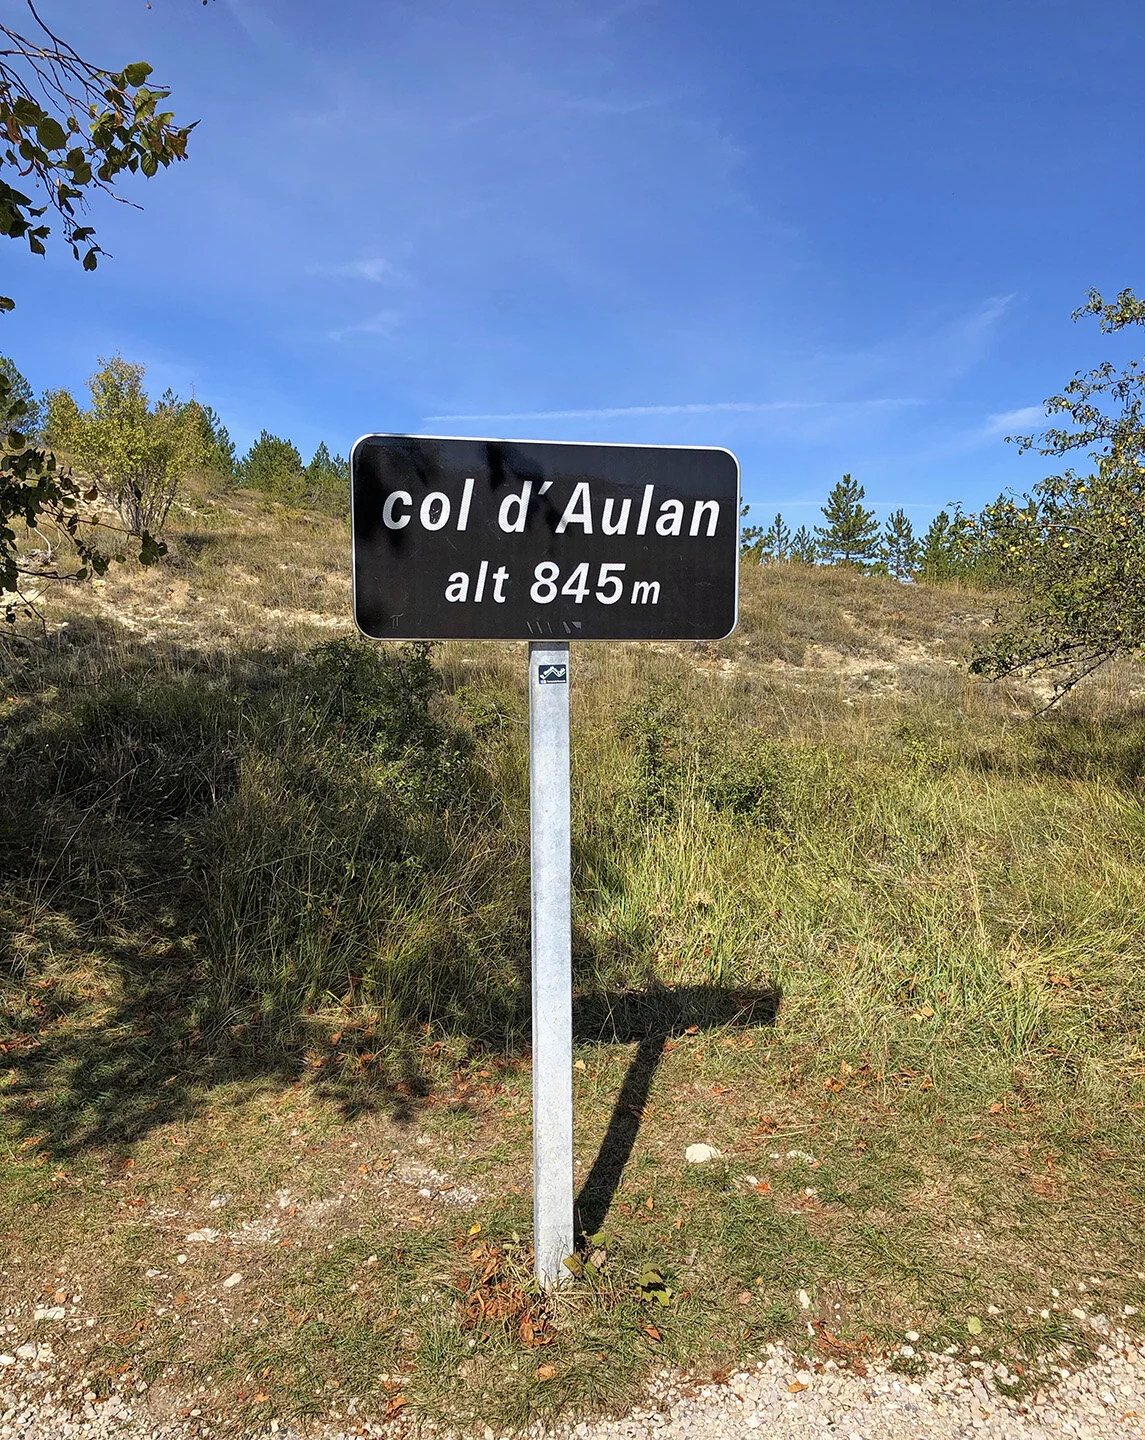 col d'Aulan
alt 845m